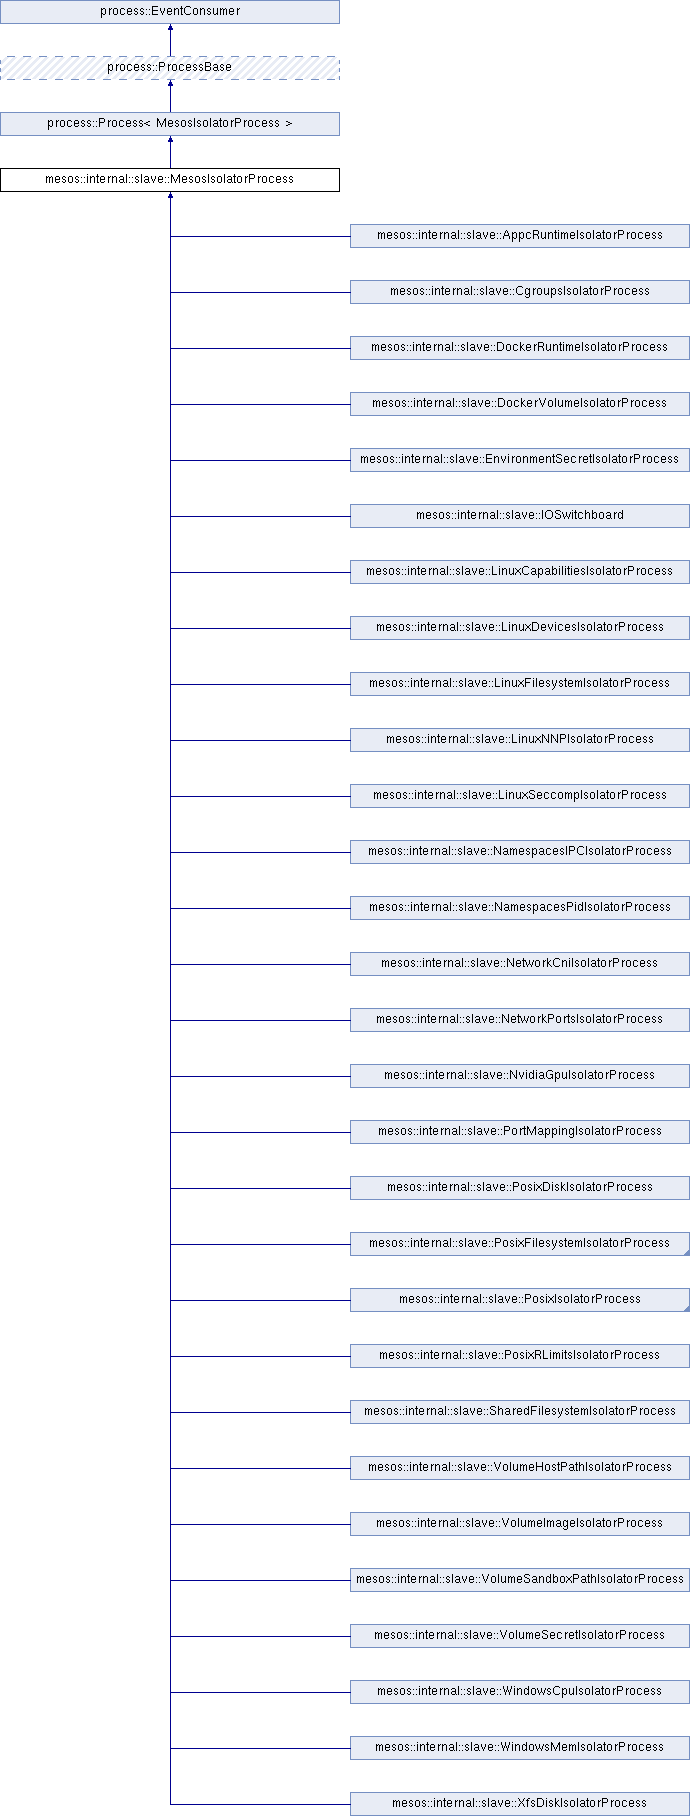 process::EventConsumer
process::ProcessBase
process::Process< MesosIsolatorProcess >
mesos::internal::slave::MesosIsolatorProcess
mesos::internal::slave::AppcRuntimeIsolatorProcess
mesos::internal::slave::CgroupsIsolatorProcess
mesos::internal::slave::DockerRuntimeIsolatorProcess
mesos::internal::slave::DockerVolumeIsolatorProcess
mesos::internal::slave::EnvironmentSecretIsolatorProcess
mesos::internal::slave::IOSwitchboard
mesos::internal::slave::LinuxCapabilitiesIsolatorProcess
mesos::internal::slave::LinuxDevicesIsolatorProcess
mesos::internal::slave::LinuxFilesystemIsolatorProcess
mesos::internal::slave::LinuxNNPIsolatorProcess
mesos::internal::slave::LinuxSeccompIsolatorProcess
mesos::internal::slave::NamespacesIPCIsolatorProcess
mesos::internal::slave::NamespacesPidIsolatorProcess
mesos::internal::slave::NetworkCniIsolatorProcess
mesos::internal::slave::NetworkPortsIsolatorProcess
mesos::internal::slave::NvidiaGpuIsolatorProcess
mesos::internal::slave::PortMappingIsolatorProcess
mesos::internal::slave::PosixDiskIsolatorProcess
mesos::internal::slave::PosixFilesystemIsolatorProcess
mesos::internal::slave::PosixIsolatorProcess
mesos::internal::slave::PosixRLimitsIsolatorProcess
mesos::internal::slave::SharedFilesystemIsolatorProcess
mesos::internal::slave::VolumeHostPathIsolatorProcess
mesos::internal::slave::VolumeImageIsolatorProcess
mesos::internal::slave::VolumeSandboxPathIsolatorProcess
mesos::internal::slave::VolumeSecretIsolatorProcess
mesos::internal::slave::WindowsCpuIsolatorProcess
mesos::internal::slave::WindowsMemIsolatorProcess
mesos::internal::slave::XfsDiskIsolatorProcess